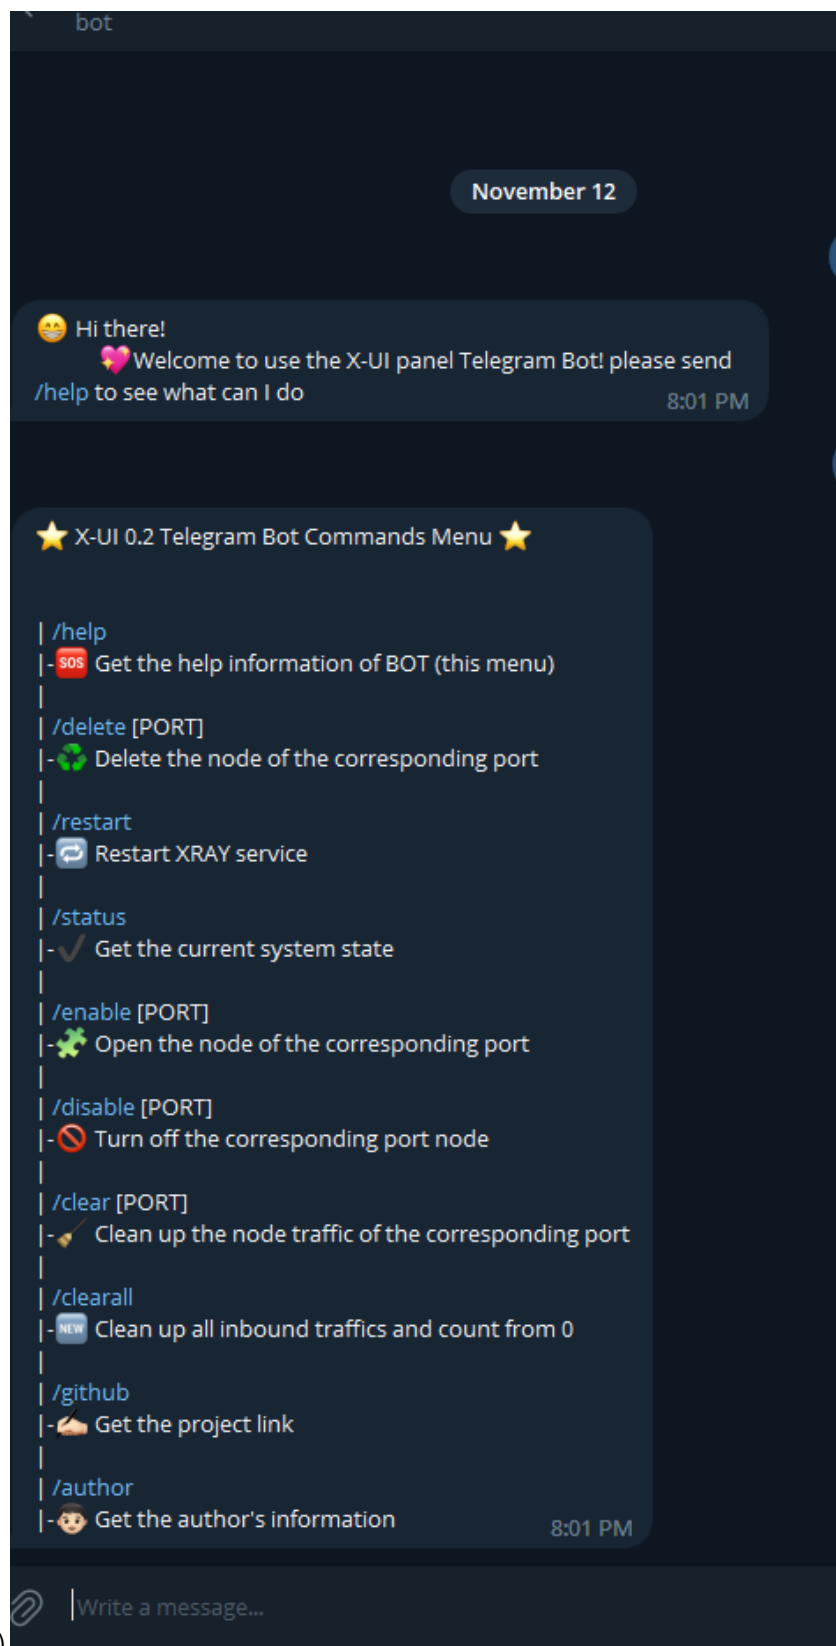 bot
November 12
😁 Hi there!
💖Welcome to use the X-UI panel Telegram Bot! please send
/help to see what can I do
8:01 PM
⭐ X-UI 0.2 Telegram Bot Commands Menu ⭐
| /help
|-🆘 Get the help information of BOT (this menu)
|
| /delete [PORT]
|-♻️ Delete the node of the corresponding port
|
| /restart
|-🔁 Restart XRAY service
|
| /status
|-✔️ Get the current system state
|
| /enable [PORT]
|-🧩 Open the node of the corresponding port
|
| /disable [PORT]
|-🚫 Turn off the corresponding port node
|
| /clear [PORT]
|-🧹 Clean up the node traffic of the corresponding port
|
| /clearall
|-🆕 Clean up all inbound traffics and count from 0
|
| /github
|-✍🏻 Get the project link
|
| /author
|-👦🏻 Get the author's information
8:01 PM
Write a message...
)